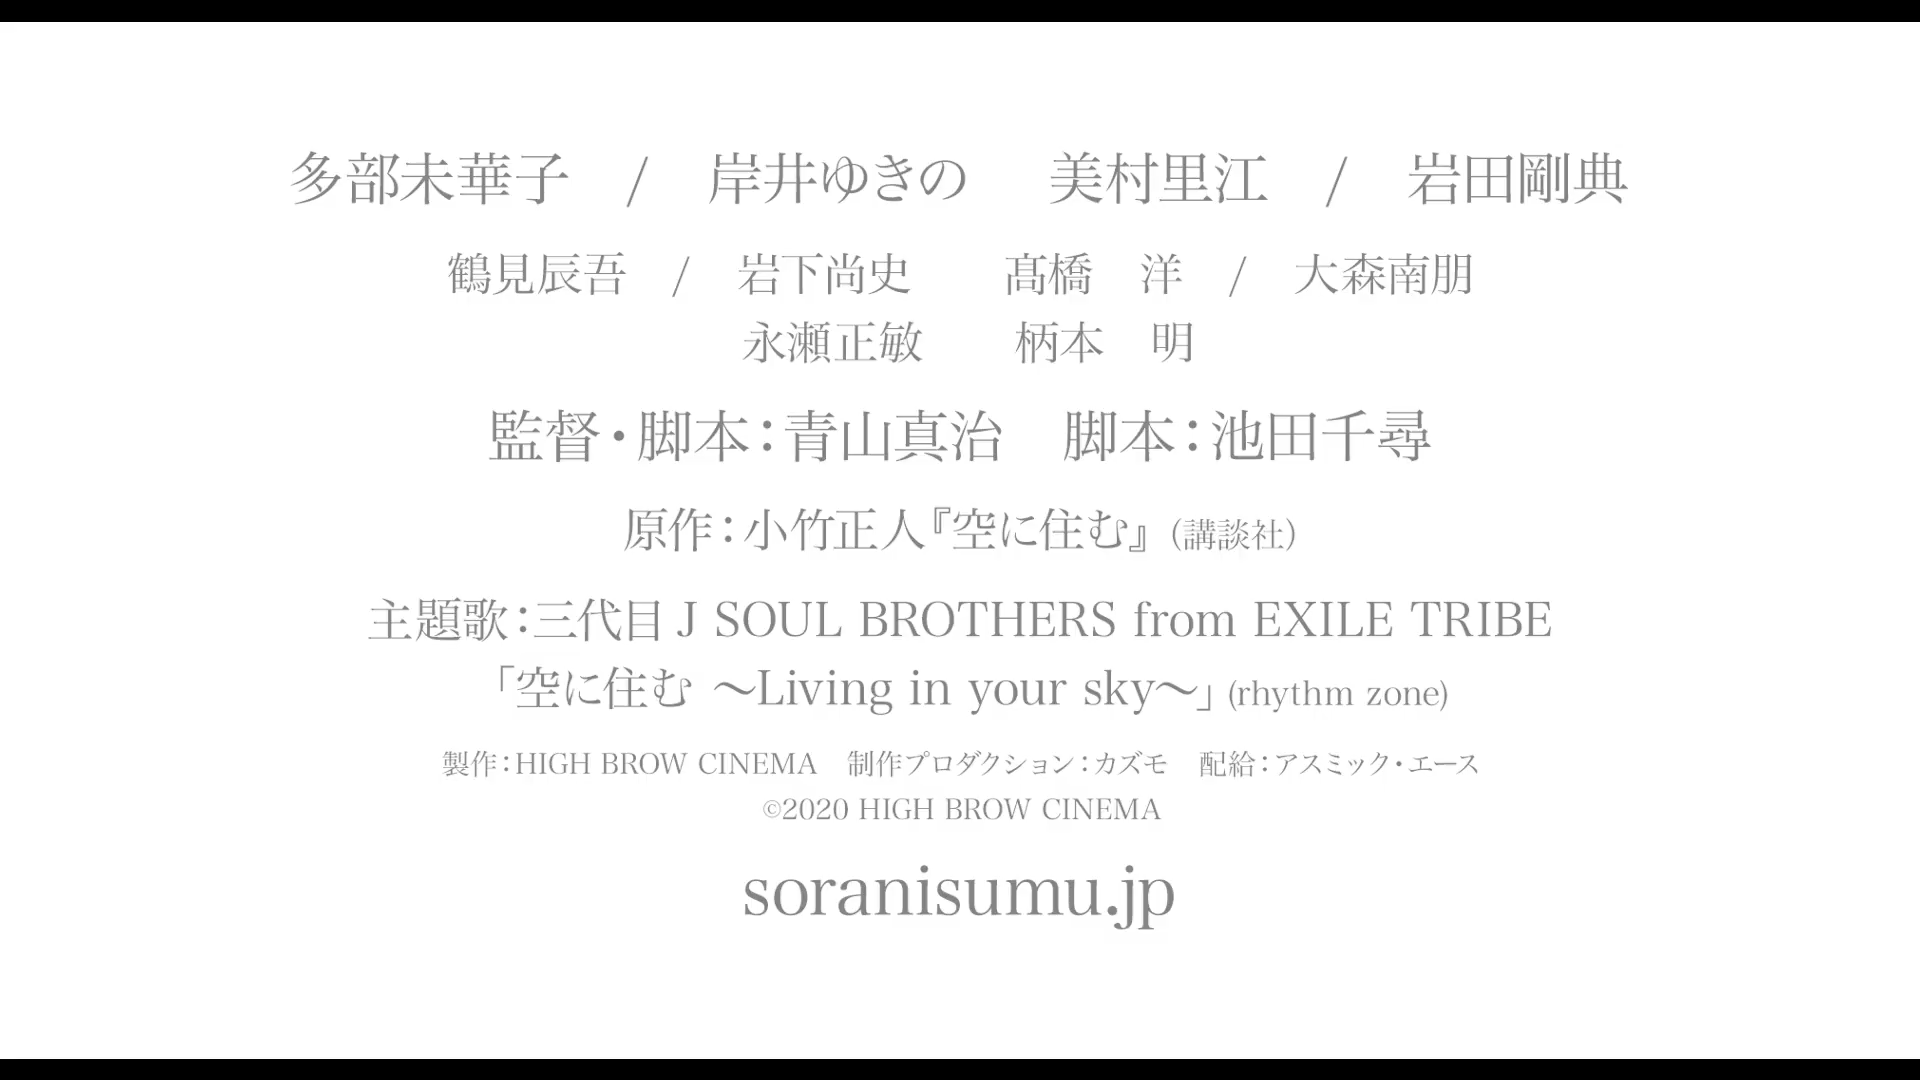 多部未華子 / 岸井ゆきの 美村里江 / 岩田剛典
鶴見辰吾 / 岩下尚史 髙橋 洋 / 大森南朋
永瀬正敏 柄本 明
監督・脚本：青山真治 脚本：池田千尋
原作：小竹正人『空に住む』（講談社）
主題歌：三代目 J SOUL BROTHERS from EXILE TRIBE
「空に住む 〜Living in your sky〜」(rhythm zone)
製作：HIGH BROW CINEMA 制作プロダクション：カズモ 配給：アスミック・エース
©2020 HIGH BROW CINEMA
soranisumu.jp